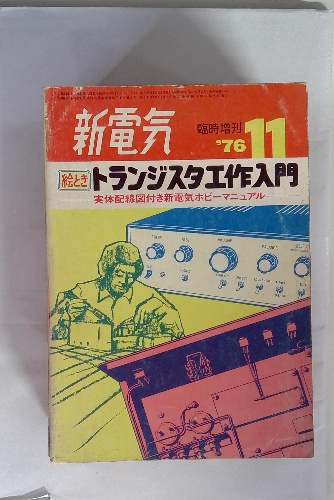 新電気
臨時増刊
'76 11
絵とき トランジスタ工作入門
実体配線図付き新電気ホビーマニュアル